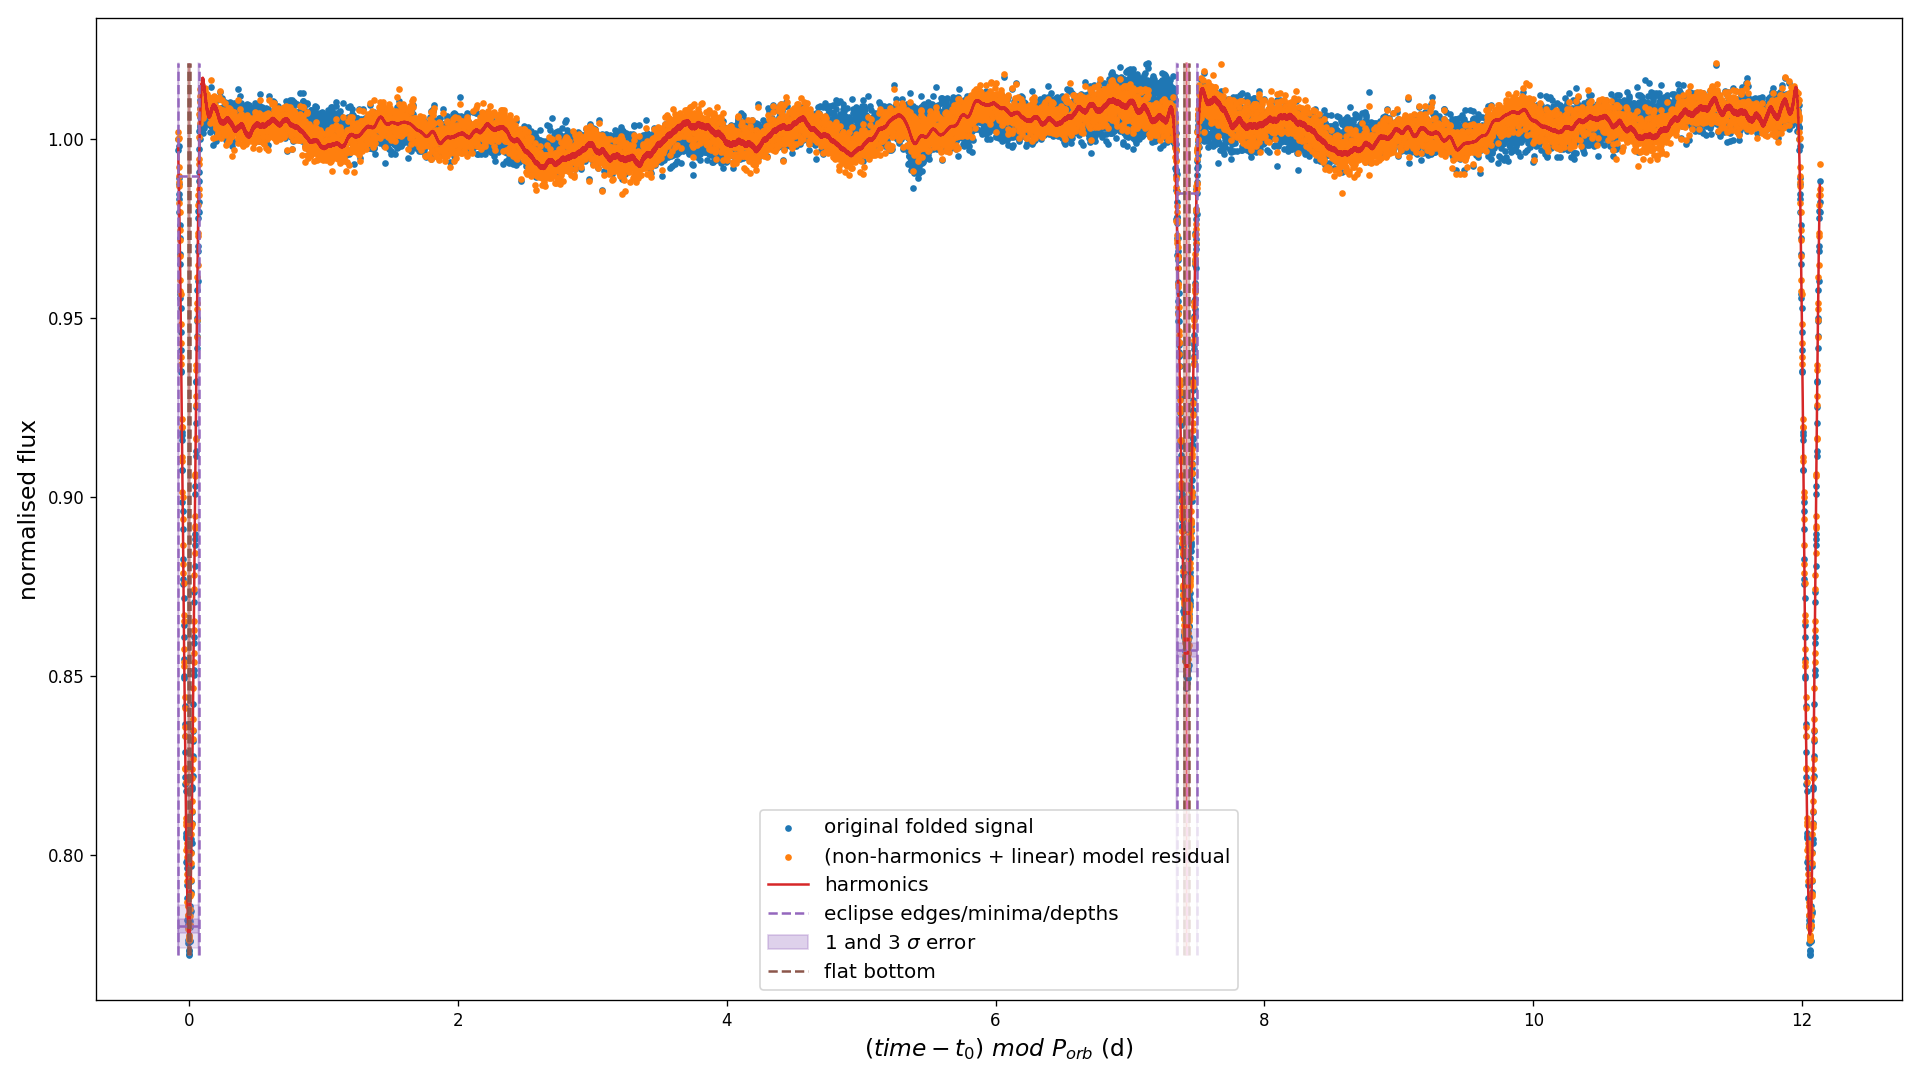 normalised flux
1.00
0.95
0.90
0.85
0.80
original folded signal
(non-harmonics + linear) model residual
harmonics
eclipse edges/minima/depths
1 and 3 σ error
flat bottom
0 2 4 6 8 10 12
(time − t₀) mod Pₒᵣb (d)